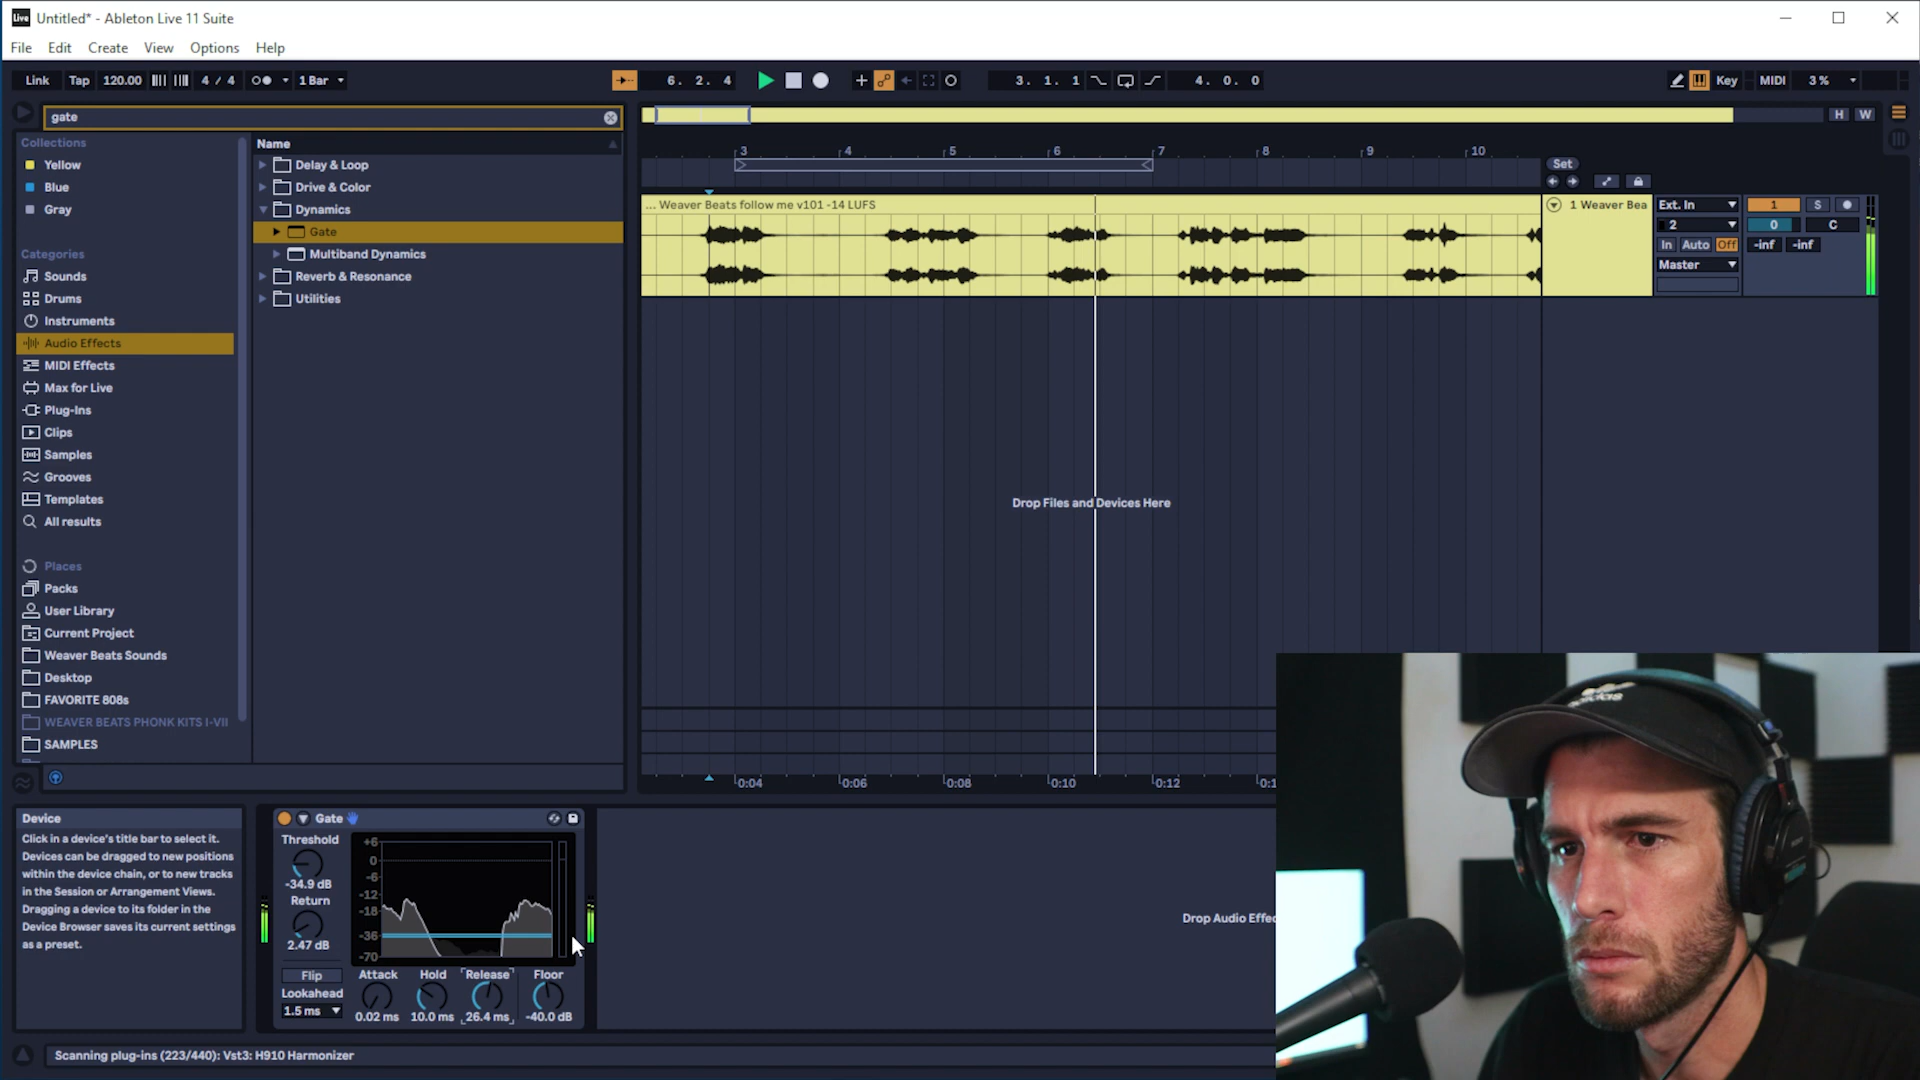 Live Untitled* - Ableton Live 11 Suite
File Edit Create View Options Help
Link Tap 120.00 4 / 4 1 Bar 6. 2. 4 3. 1. 1 4. 0. 0 Key MIDI 3 %
gate
H W
Collections
Yellow
Blue
Gray
Categories
Sounds
Drums
Instruments
Audio Effects
MIDI Effects
Max for Live
Plug-Ins
Clips
Samples
Grooves
Templates
All results
Places
Packs
User Library
Current Project
Weaver Beats Sounds
Desktop
FAVORITE 808s
WEAVER BEATS PHONK KITS I-VII
SAMPLES
Name
Delay & Loop
Drive & Color
Dynamics
Gate
Multiband Dynamics
Reverb & Resonance
Utilities
3 4 5 6 7 8 9 10
Set
... Weaver Beats follow me v101 -14 LUFS
1 Weaver Bea
Ext. In 1 S
2 0 C
In Auto Off -inf -inf
Master
Drop Files and Devices Here
0:04 0:06 0:08 0:10 0:12 0:1
Device
Click in a device's title bar to select it.
Devices can be dragged to new positions
within the device chain, or to new tracks
in the Session or Arrangement Views.
Dragging a device to its folder in the
Device Browser saves its current settings
as a preset.
Gate
Threshold
-34.9 dB
Return
2.47 dB
Flip
Lookahead
1.5 ms
+6
0
-6
-12
-18
-36
-70
Attack Hold Release Floor
0.02 ms 10.0 ms 26.4 ms -40.0 dB
Drop Audio Effec
Scanning plug-ins (223/440): Vst3: H910 Harmonizer